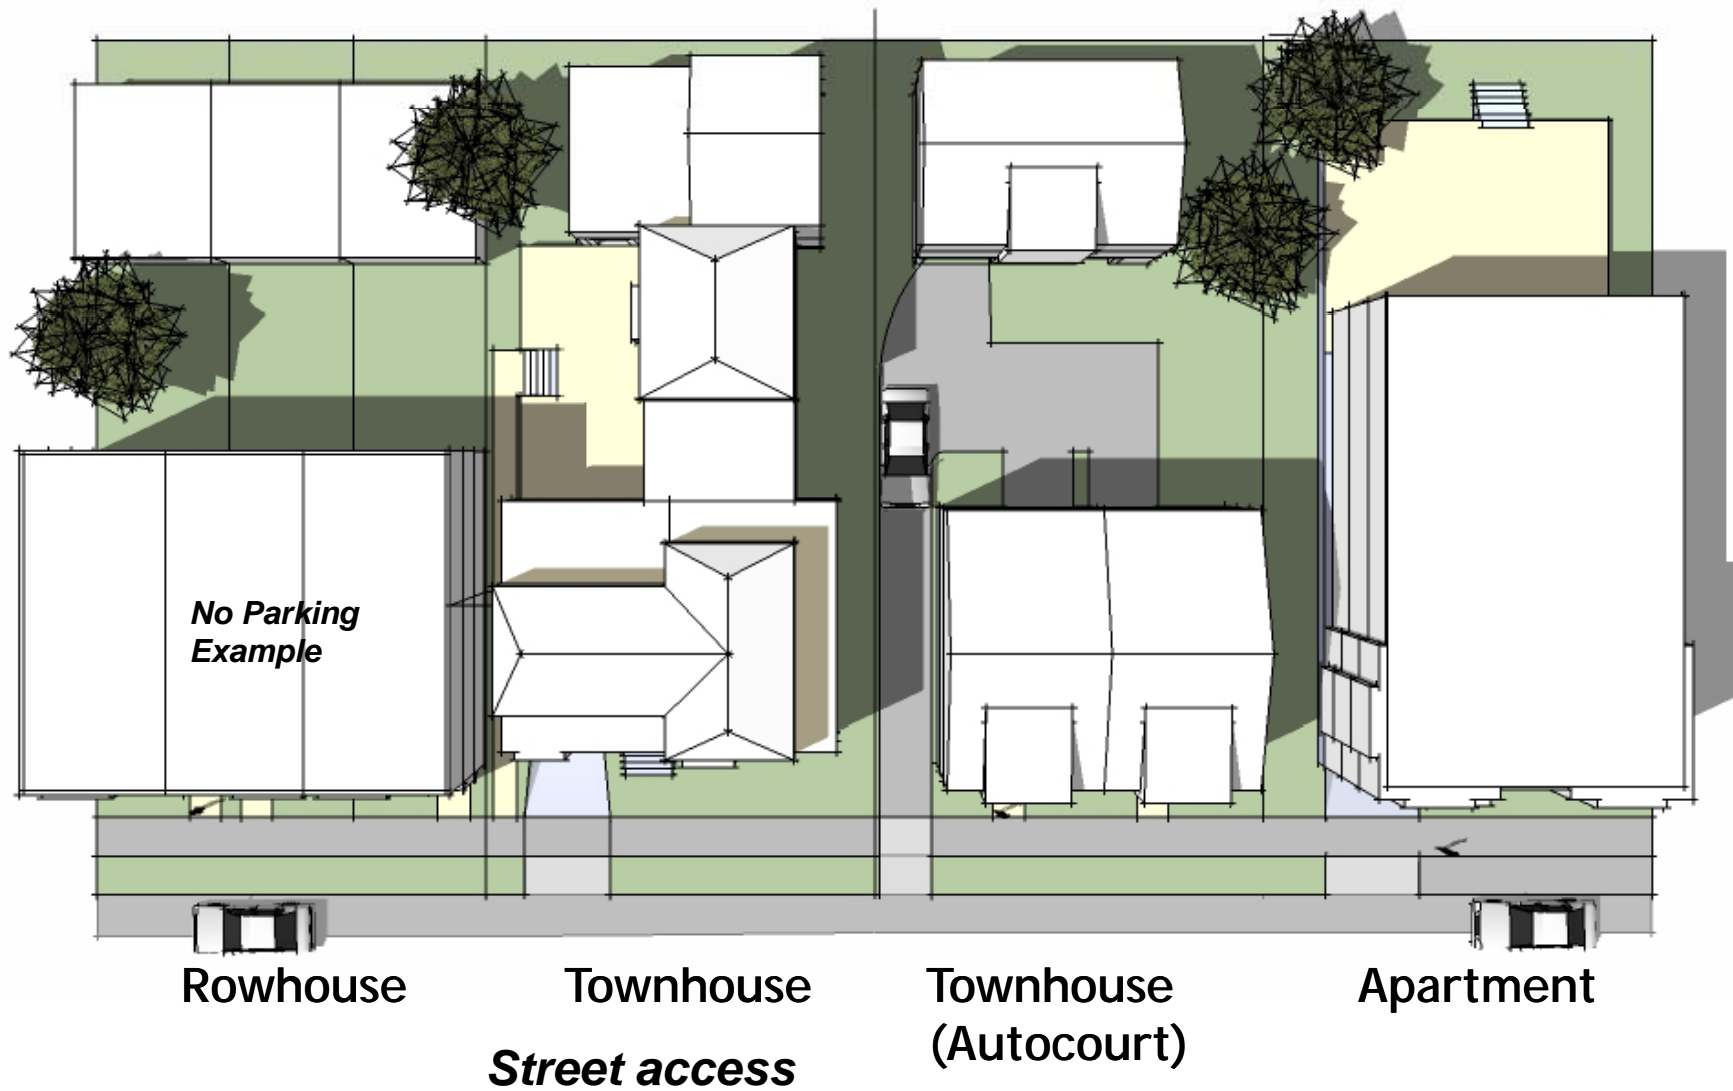 No Parking
Example
Rowhouse
Townhouse
Townhouse
(Autocourt)
Apartment
Street access